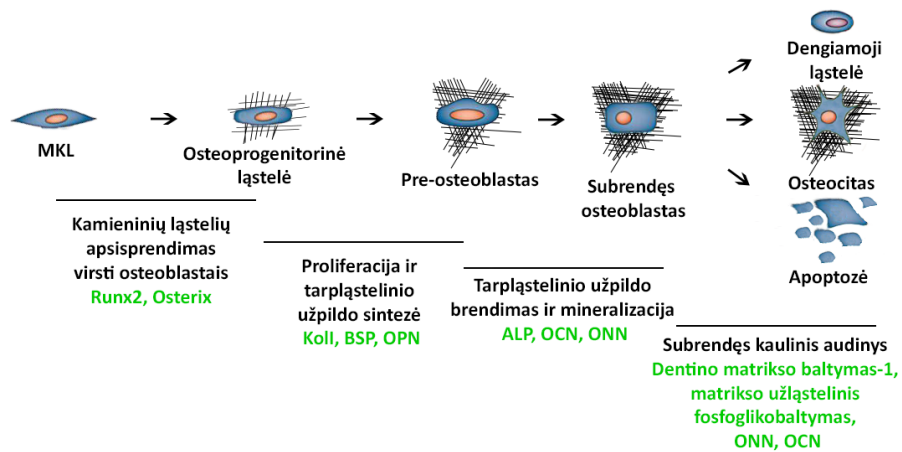 MKL
Osteoprogenitorinė
ląstelė
Pre-osteoblastas
Subrendęs
osteoblastas
Dengiamoji
ląstelė
Osteocitas
Apoptozė
Kamieninių ląstelių
apsisprendimas
virsti osteoblastais
Runx2, Osterix
Proliferacija ir
tarpląstelinio
užpildo sintezė
KolI, BSP, OPN
Tarpląstelinio užpildo
brendimas ir mineralizacija
ALP, OCN, ONN
Subrendęs kaulinis audinys
Dentino matrikso baltymas-1,
matrikso užląstelinis
fosfoglikobaltymas,
ONN, OCN